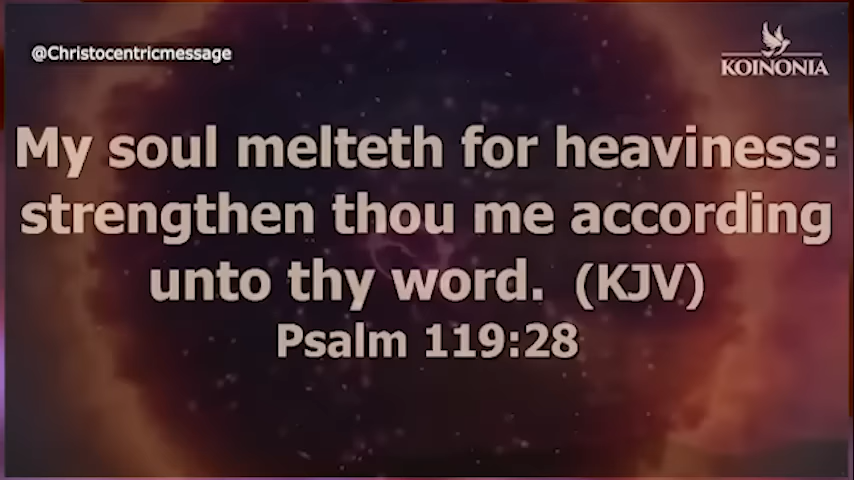 @Christocentricmessage
KOINONIA
My soul melteth for heaviness:
strengthen thou me according
unto thy word. (KJV)
Psalm 119:28